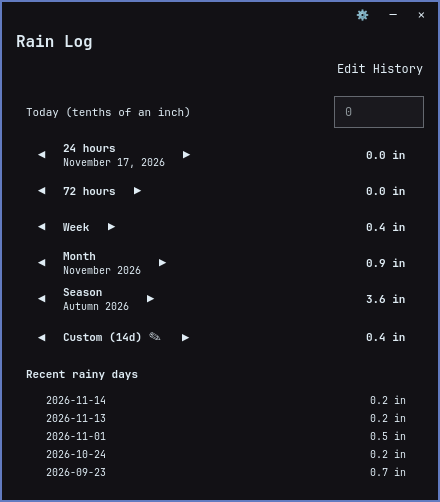 Rain Log
Edit History
Today (tenths of an inch) 0
24 hours 0.0 in
November 17, 2026
72 hours 0.0 in
Week 0.4 in
Month 0.9 in
November 2026
Season 3.6 in
Autumn 2026
Custom (14d) 0.4 in
Recent rainy days
2026-11-14 0.2 in
2026-11-13 0.2 in
2026-11-01 0.5 in
2026-10-24 0.2 in
2026-09-23 0.7 in